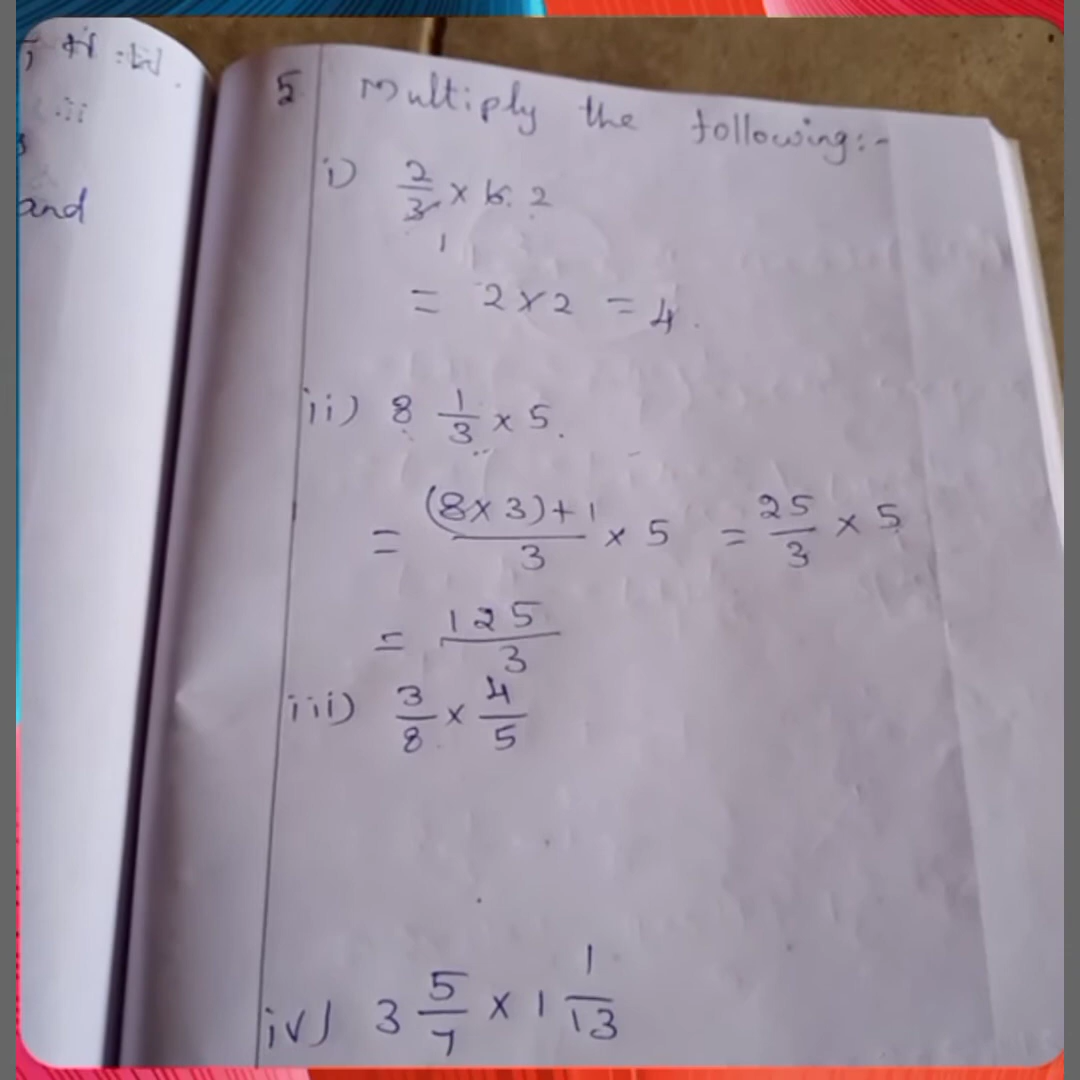 and
5 Multiply the following:-
i) 2/3 × 6 2
1
= 2 × 2 = 4.
ii) 8 1/3 × 5.
= (8 × 3) + 1/3 × 5 = 25/3 × 5
= 125/3
iii) 3/8 × 4/5
iv) 3 5/7 × 1 1/13